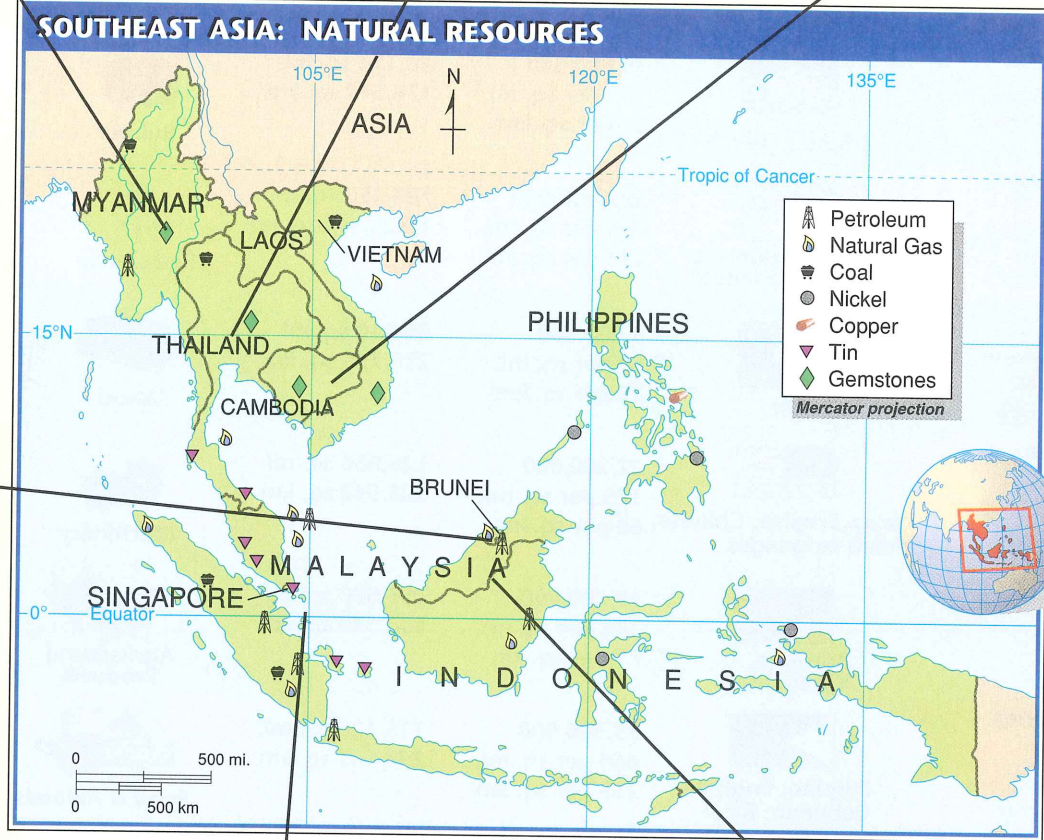 SOUTHEAST ASIA: NATURAL RESOURCES
105°E
120°E
135°E
N
ASIA
Tropic of Cancer
MYANMAR
LAOS
VIETNAM
Petroleum
Natural Gas
Coal
Nickel
Copper
Tin
Gemstones
Mercator projection
15°N
THAILAND
PHILIPPINES
CAMBODIA
BRUNEI
MALAYSIA
SINGAPORE
0°
Equator
INDONESIA
0 500 mi.
0 500 km